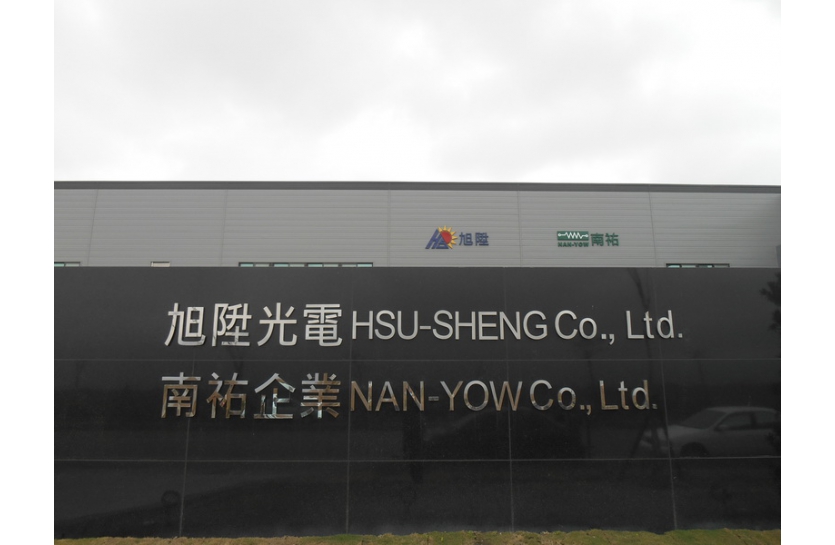 旭陞
NAN-YOW 南祐
旭陞光電 HSU-SHENG Co., Ltd.
南祐企業 NAN-YOW Co., Ltd.